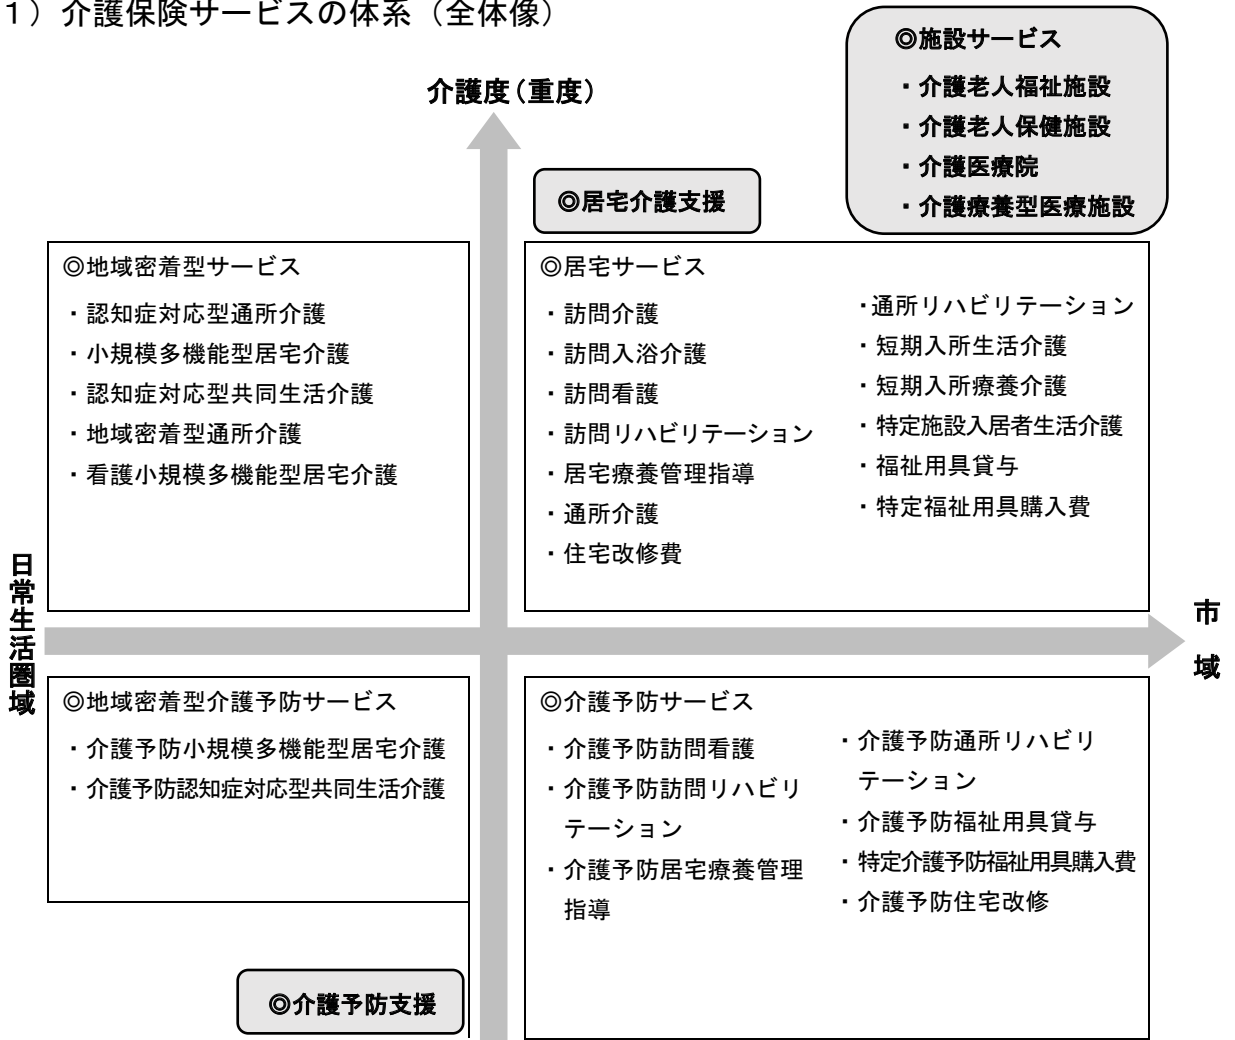 １）介護保険サービスの体系（全体像）
介護度（重度）
◎施設サービス
・介護老人福祉施設
・介護老人保健施設
・介護医療院
・介護療養型医療施設
◎居宅介護支援
◎地域密着型サービス
・認知症対応型通所介護
・小規模多機能型居宅介護
・認知症対応型共同生活介護
・地域密着型通所介護
・看護小規模多機能型居宅介護
◎居宅サービス
・訪問介護
・訪問入浴介護
・訪問看護
・訪問リハビリテーション
・居宅療養管理指導
・通所介護
・住宅改修費
・通所リハビリテーション
・短期入所生活介護
・短期入所療養介護
・特定施設入居者生活介護
・福祉用具貸与
・特定福祉用具購入費
日常生活圏域
市域
◎地域密着型介護予防サービス
・介護予防小規模多機能型居宅介護
・介護予防認知症対応型共同生活介護
◎介護予防サービス
・介護予防訪問看護
・介護予防訪問リハビリ
テーション
・介護予防居宅療養管理
指導
・介護予防通所リハビリ
テーション
・介護予防福祉用具貸与
・特定介護予防福祉用具購入費
・介護予防住宅改修
◎介護予防支援